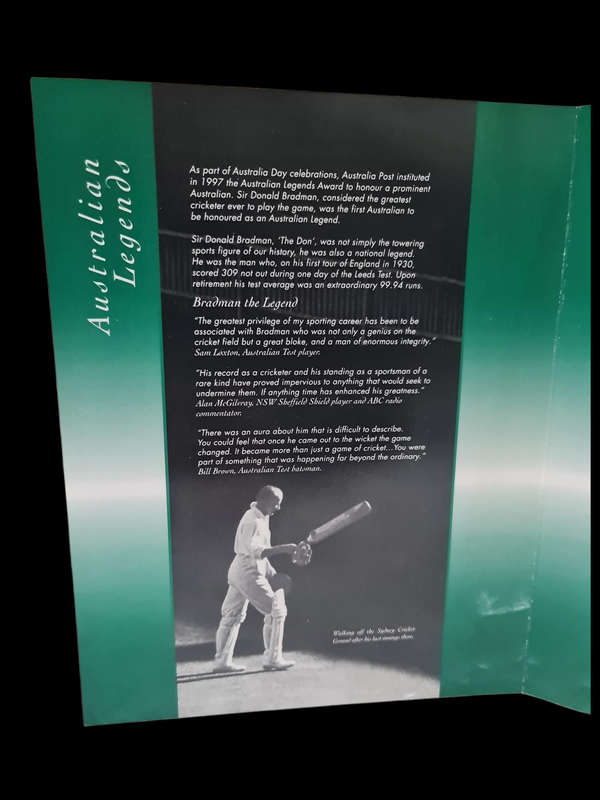 Australian
Legends
As part of Australia Day celebrations, Australia Post instituted
in 1997 the Australian Legends Award to honour a prominent
Australian. Sir Donald Bradman, considered the greatest
cricketer ever to play the game, was the first Australian to
be honoured as an Australian Legend.
Sir Donald Bradman, 'The Don', was not simply the towering
sports figure of our history, he was also a national legend.
He was the man who, on his first tour of England in 1930,
scored 309 not out during one day of the Leeds Test. Upon
retirement his test average was an extraordinary 99.94 runs.
Bradman the Legend
"The greatest privilege of my sporting career has been to be
associated with Bradman who was not only a genius on the
cricket field but a great bloke, and a man of enormous integrity."
Sam Loxton, Australian Test player.
"His record as a cricketer and his standing as a sportsman of a
rare kind have proved impervious to anything that would seek to
undermine them. If anything time has enhanced his greatness."
Alan McGilvray, NSW Sheffield Shield player and ABC radio
commentator.
"There was an aura about him that is difficult to describe.
You could feel that once he came out to the wicket the game
changed. It became more than just a game of cricket...You were
part of something that was happening far beyond the ordinary."
Bill Brown, Australian Test batsman.
Walking off the Sydney Cricket
Ground after his last innings there.